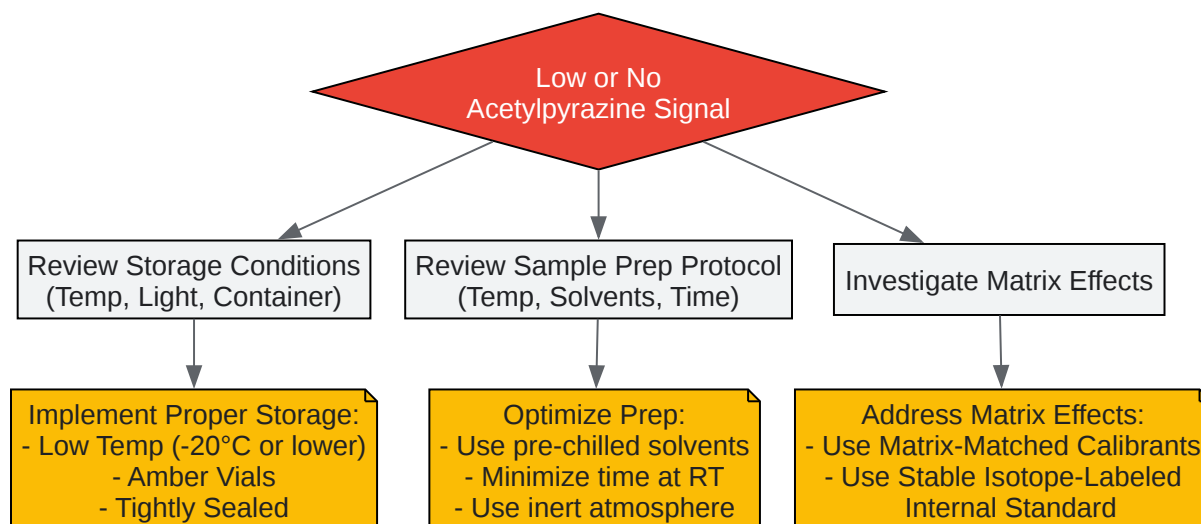 Low or No
Acetylpyrazine Signal
Review Storage Conditions
(Temp, Light, Container)
Review Sample Prep Protocol
(Temp, Solvents, Time)
Investigate Matrix Effects
Implement Proper Storage:
- Low Temp (-20°C or lower)
- Amber Vials
- Tightly Sealed
Optimize Prep:
- Use pre-chilled solvents
- Minimize time at RT
- Use inert atmosphere
Address Matrix Effects:
- Use Matrix-Matched Calibrants
- Use Stable Isotope-Labeled
Internal Standard